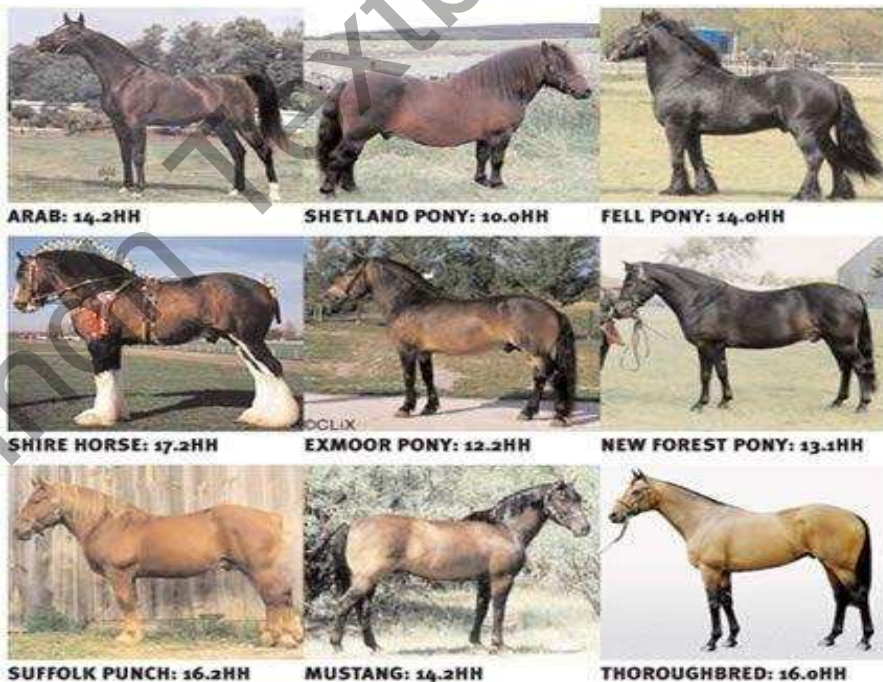 ARAB: 14.2HH
SHETLAND PONY: 10.0HH
FELL PONY: 14.0HH
SHIRE HORSE: 17.2HH
©CLiX
EXMOOR PONY: 12.2HH
NEW FOREST PONY: 13.1HH
SUFFOLK PUNCH: 16.2HH
MUSTANG: 14.2HH
THOROUGHBRED: 16.0HH